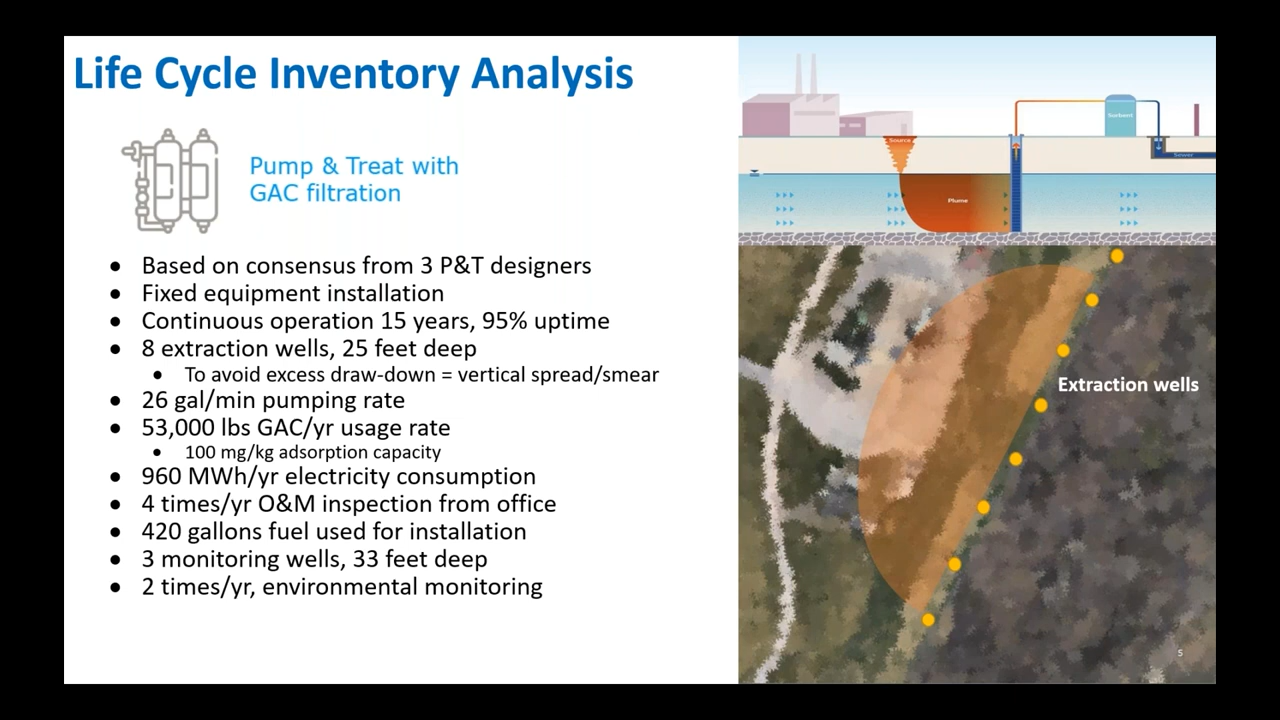 Life Cycle Inventory Analysis
Pump & Treat with
GAC filtration
• Based on consensus from 3 P&T designers
• Fixed equipment installation
• Continuous operation 15 years, 95% uptime
• 8 extraction wells, 25 feet deep
• To avoid excess draw-down = vertical spread/smear
• 26 gal/min pumping rate
• 53,000 lbs GAC/yr usage rate
• 100 mg/kg adsorption capacity
• 960 MWh/yr electricity consumption
• 4 times/yr O&M inspection from office
• 420 gallons fuel used for installation
• 3 monitoring wells, 33 feet deep
• 2 times/yr, environmental monitoring
Sorbent
Source
Sewer
Plume
Extraction wells
5